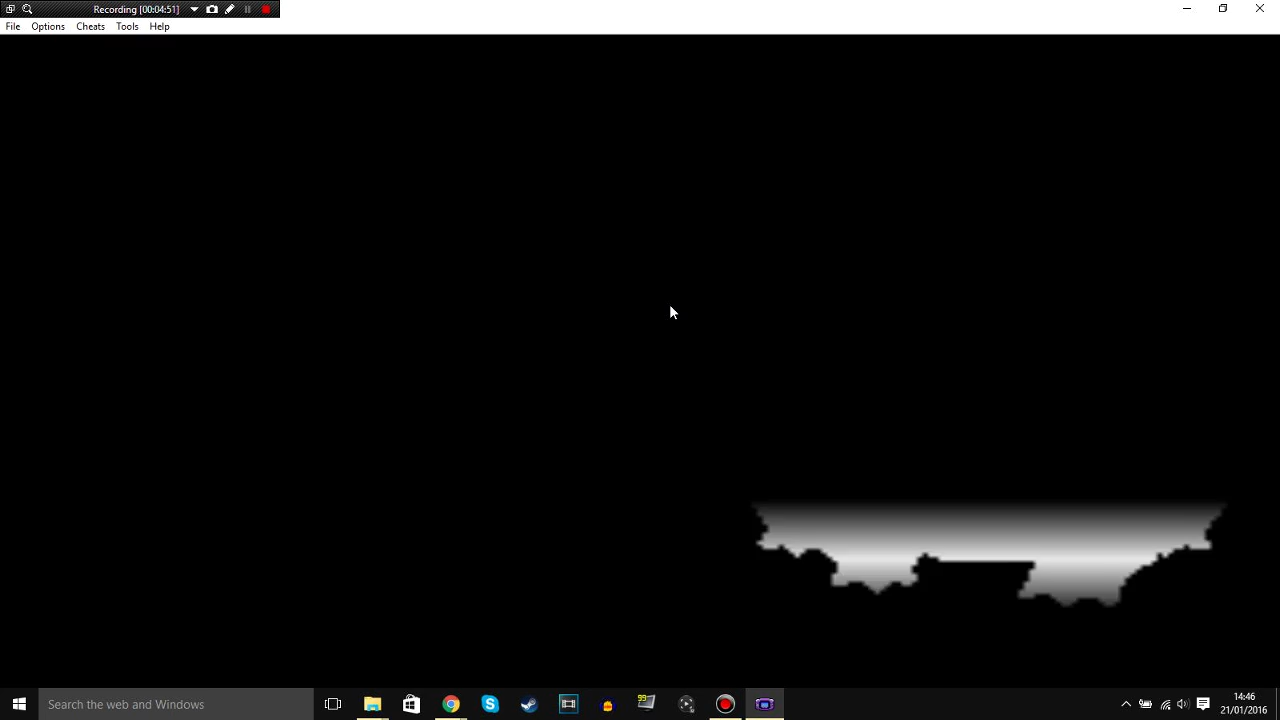 Recording [00:04:51]
File Options Cheats Tools Help
Search the web and Windows
99
14:46
21/01/2016